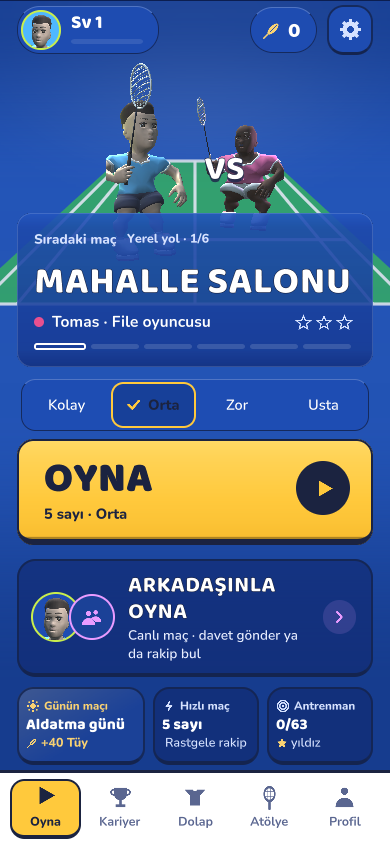 Sv 1
0
VS
Sıradaki maç Yerel yol · 1/6
MAHALLE SALONU
Tomas · File oyuncusu
Kolay
Orta
Zor
Usta
OYNA
5 sayı · Orta
ARKADAŞINLA
OYNA
Canlı maç · davet gönder ya
da rakip bul
Günün maçı
Aldatma günü
+40 Tüy
Hızlı maç
5 sayı
Rastgele rakip
Antrenman
0/63
yıldız
Oyna
Kariyer
Dolap
Atölye
Profil